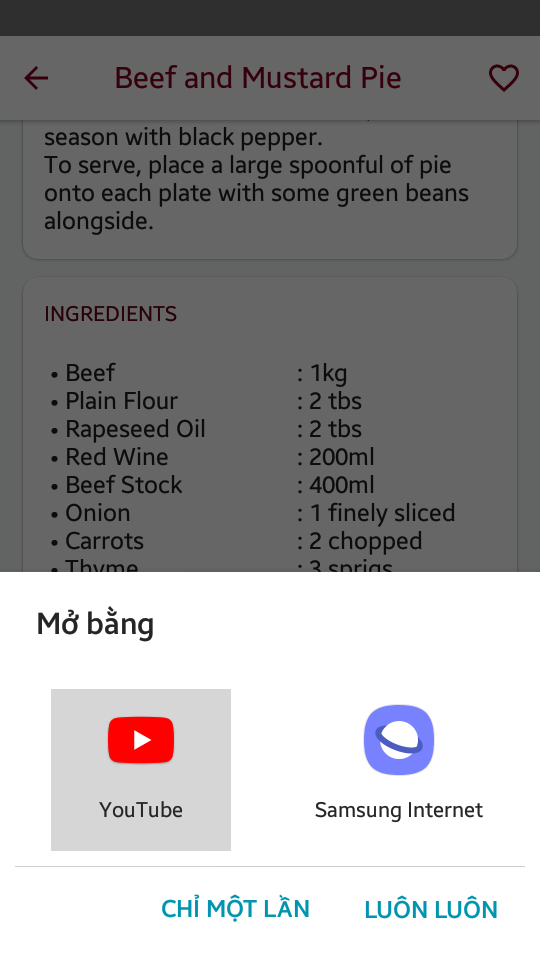 Beef and Mustard Pie
season with black pepper.
To serve, place a large spoonful of pie
onto each plate with some green beans
alongside.
INGREDIENTS
• Beef : 1kg
• Plain Flour : 2 tbs
• Rapeseed Oil : 2 tbs
• Red Wine : 200ml
• Beef Stock : 400ml
• Onion : 1 finely sliced
• Carrots : 2 chopped
• Thyme : 3 sprigs
Mở bằng
YouTube
Samsung Internet
CHỈ MỘT LẦN
LUÔN LUÔN